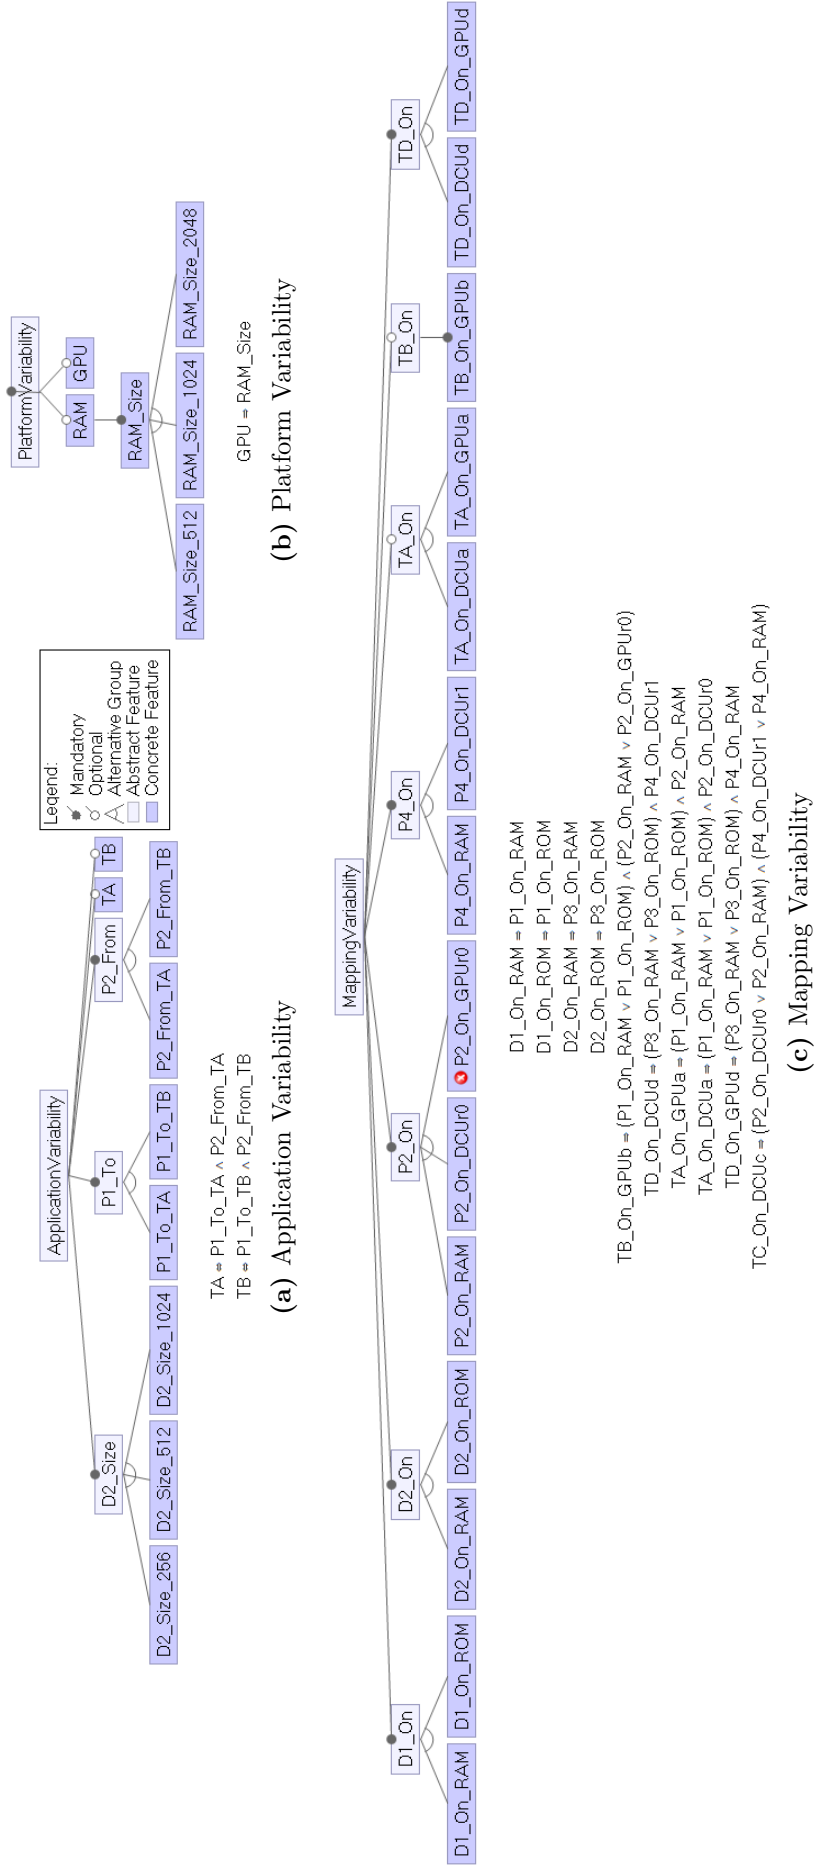 ApplicationVariability
D2_Size
P1_To
P2_From
TA
TB
D2_Size_256
D2_Size_512
D2_Size_1024
P1_To_TA
P1_To_TB
P2_From_TA
P2_From_TB
TA ⇔ P1_To_TA ∧ P2_From_TA
TB ⇔ P1_To_TB ∧ P2_From_TB
(a) Application Variability
Legend:
Mandatory
Optional
Alternative Group
Abstract Feature
Concrete Feature
PlatformVariability
RAM
GPU
RAM_Size
RAM_Size_512
RAM_Size_1024
RAM_Size_2048
GPU ⇒ RAM_Size
(b) Platform Variability
MappingVariability
D1_On
D2_On
P2_On
P4_On
TA_On
TB_On
TD_On
D1_On_RAM
D1_On_ROM
D2_On_RAM
D2_On_ROM
P2_On_RAM
P2_On_DCUr0
P2_On_GPUr0
P4_On_RAM
P4_On_DCUr1
TA_On_DCUa
TA_On_GPUa
TB_On_GPUb
TD_On_DCUd
TD_On_GPUd
D1_On_RAM ⇒ P1_On_RAM
D1_On_ROM ⇒ P1_On_ROM
D2_On_RAM ⇒ P3_On_RAM
D2_On_ROM ⇒ P3_On_ROM
TB_On_GPUb ⇒ (P1_On_RAM ∨ P1_On_ROM) ∧ (P2_On_RAM ∨ P2_On_GPUr0)
TD_On_DCUd ⇒ (P3_On_RAM ∨ P3_On_ROM) ∧ P4_On_DCUr1
TA_On_GPUa ⇒ (P1_On_RAM ∨ P1_On_ROM) ∧ P2_On_RAM
TA_On_DCUa ⇒ (P1_On_RAM ∨ P1_On_ROM) ∧ P2_On_DCUr0
TD_On_GPUd ⇒ (P3_On_RAM ∨ P3_On_ROM) ∧ P4_On_RAM
TC_On_DCUc ⇒ (P2_On_DCUr0 ∨ P2_On_RAM) ∧ (P4_On_DCUr1 ∨ P4_On_RAM)
(c) Mapping Variability